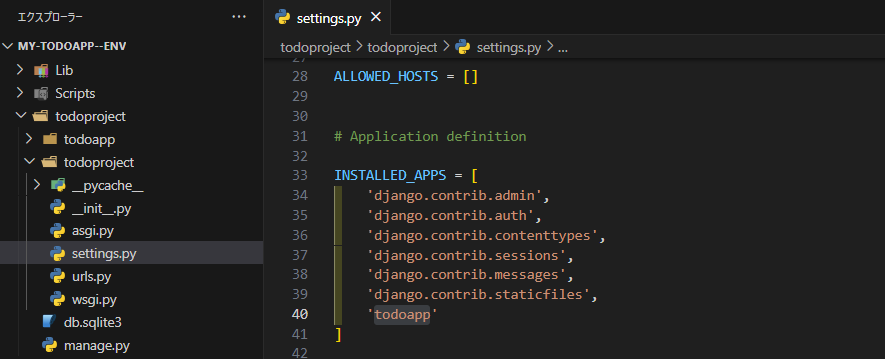 エクスプローラー ...
MY-TODOAPP--ENV
Lib
Scripts
todoproject
todoapp
todoproject
__pycache__
__init__.py
asgi.py
settings.py
urls.py
wsgi.py
db.sqlite3
manage.py
settings.py
todoproject > todoproject > settings.py > ...
27
28 ALLOWED_HOSTS = []
29
30
31 # Application definition
32
33 INSTALLED_APPS = [
34 'django.contrib.admin',
35 'django.contrib.auth',
36 'django.contrib.contenttypes',
37 'django.contrib.sessions',
38 'django.contrib.messages',
39 'django.contrib.staticfiles',
40 'todoapp'
41 ]
42